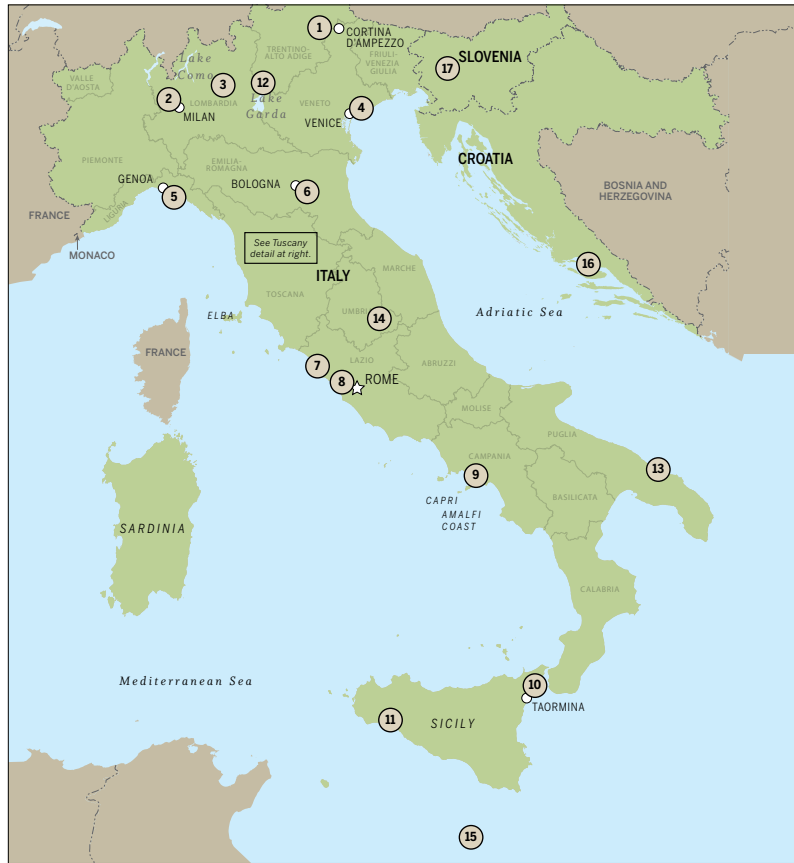 1
CORTINA
D'AMPEZZO
SLOVENIA
17
TRENTINO-
ALTO ADIGE
FRIULI-
VENEZIA
GIULIA
Lake
Como
VALLE
D'AOSTA
3
12
2
LOMBARDIA
Lake
Garda
VENETO
4
MILAN
VENICE
CROATIA
PIEMONTE
EMILIA-
ROMAGNA
GENOA
BOLOGNA
6
5
BOSNIA AND
HERZEGOVINA
LIGURIA
FRANCE
MONACO
See Tuscany
detail at right.
MARCHE
16
ITALY
TOSCANA
ELBA
UMBRIA
14
Adriatic Sea
FRANCE
7
LAZIO
ABRUZZI
8
ROME
MOLISE
PUGLIA
CAMPANIA
13
9
BASILICATA
CAPRI
AMALFI
COAST
SARDINIA
CALABRIA
Mediterranean Sea
10
TAORMINA
11
SICILY
15